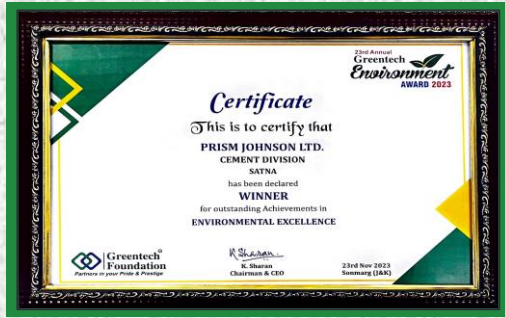 23rd Annual
Greentech
Environment
AWARD 2023
Certificate
This is to certify that
PRISM JOHNSON LTD.
CEMENT DIVISION
SATNA
has been declared
WINNER
for outstanding Achievements in
ENVIRONMENTAL EXCELLENCE
Greentech®
Foundation
Partners in your Pride & Prestige
K. Sharan
K. Sharan
Chairman & CEO
23rd Nov 2023
Sonmarg (J&K)